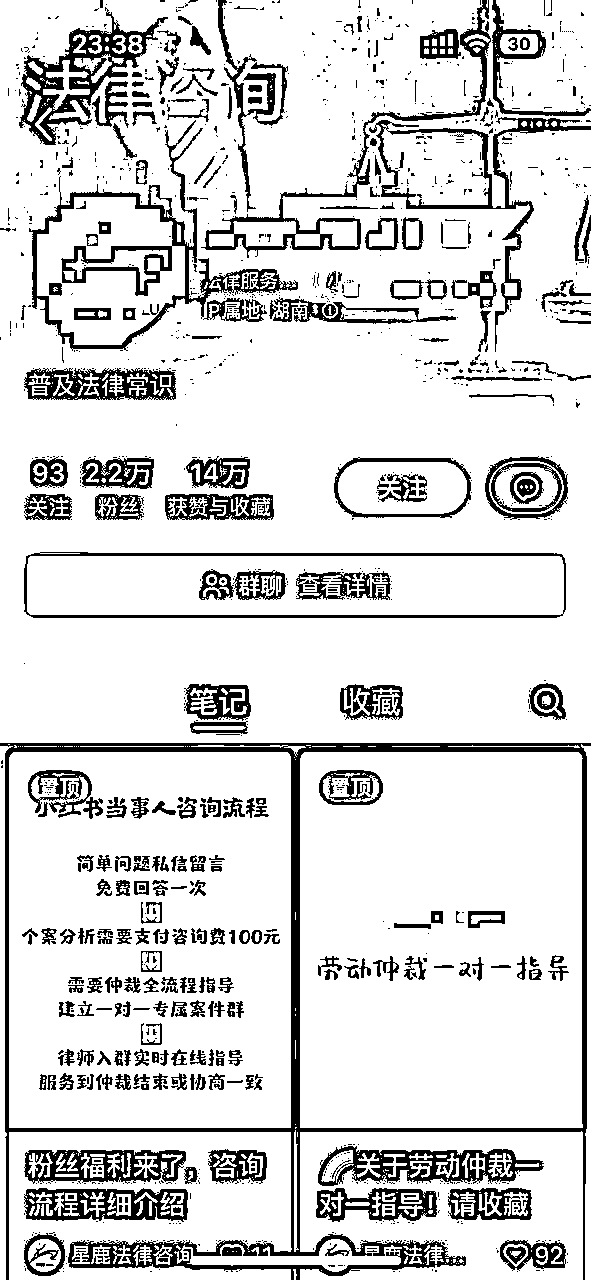 23:38
30
法律咨询
法律服务...
IP属地：湖南
普及法律常识
93 2.2万 14万
关注 粉丝 获赞与收藏
关注
群聊 查看详情
笔记 收藏
置顶
小红书当事人咨询流程
简单问题私信留言
免费回答一次
个案分析需要支付咨询费100元
需要仲裁全流程指导
建立一对一专属案件群
律师入群实时在线指导
服务到仲裁结束或协商一致
粉丝福利来了，咨询
流程详细介绍
星鹿法律咨询
置顶
劳动仲裁一对一指导
关于劳动仲裁一
对一指导！请收藏
星鹿法律... 92